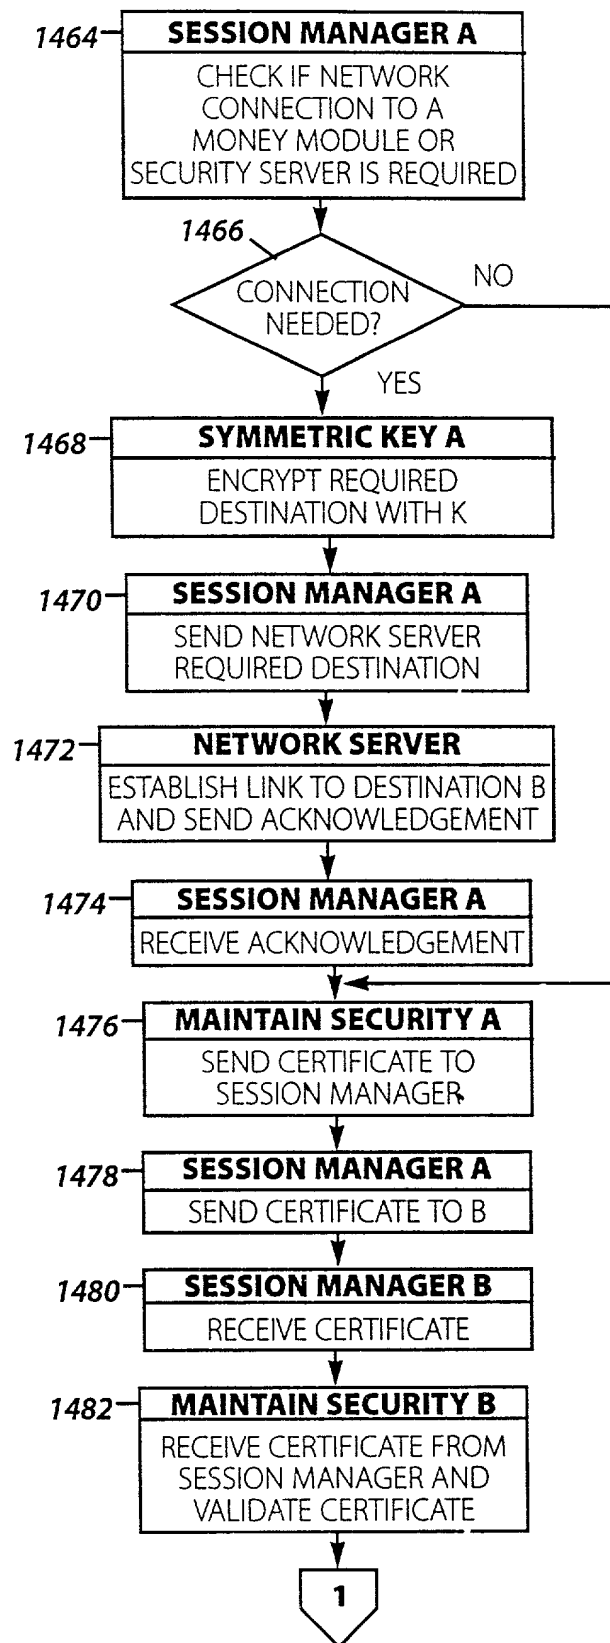 1464
SESSION MANAGER A
CHECK IF NETWORK
CONNECTION TO A
MONEY MODULE OR
SECURITY SERVER IS REQUIRED
1466
CONNECTION
NEEDED?
NO
YES
1468
SYMMETRIC KEY A
ENCRYPT REQUIRED
DESTINATION WITH K
1470
SESSION MANAGER A
SEND NETWORK SERVER
REQUIRED DESTINATION
1472
NETWORK SERVER
ESTABLISH LINK TO DESTINATION B
AND SEND ACKNOWLEDGEMENT
1474
SESSION MANAGER A
RECEIVE ACKNOWLEDGEMENT
1476
MAINTAIN SECURITY A
SEND CERTIFICATE TO
SESSION MANAGER
1478
SESSION MANAGER A
SEND CERTIFICATE TO B
1480
SESSION MANAGER B
RECEIVE CERTIFICATE
1482
MAINTAIN SECURITY B
RECEIVE CERTIFICATE FROM
SESSION MANAGER AND
VALIDATE CERTIFICATE
1